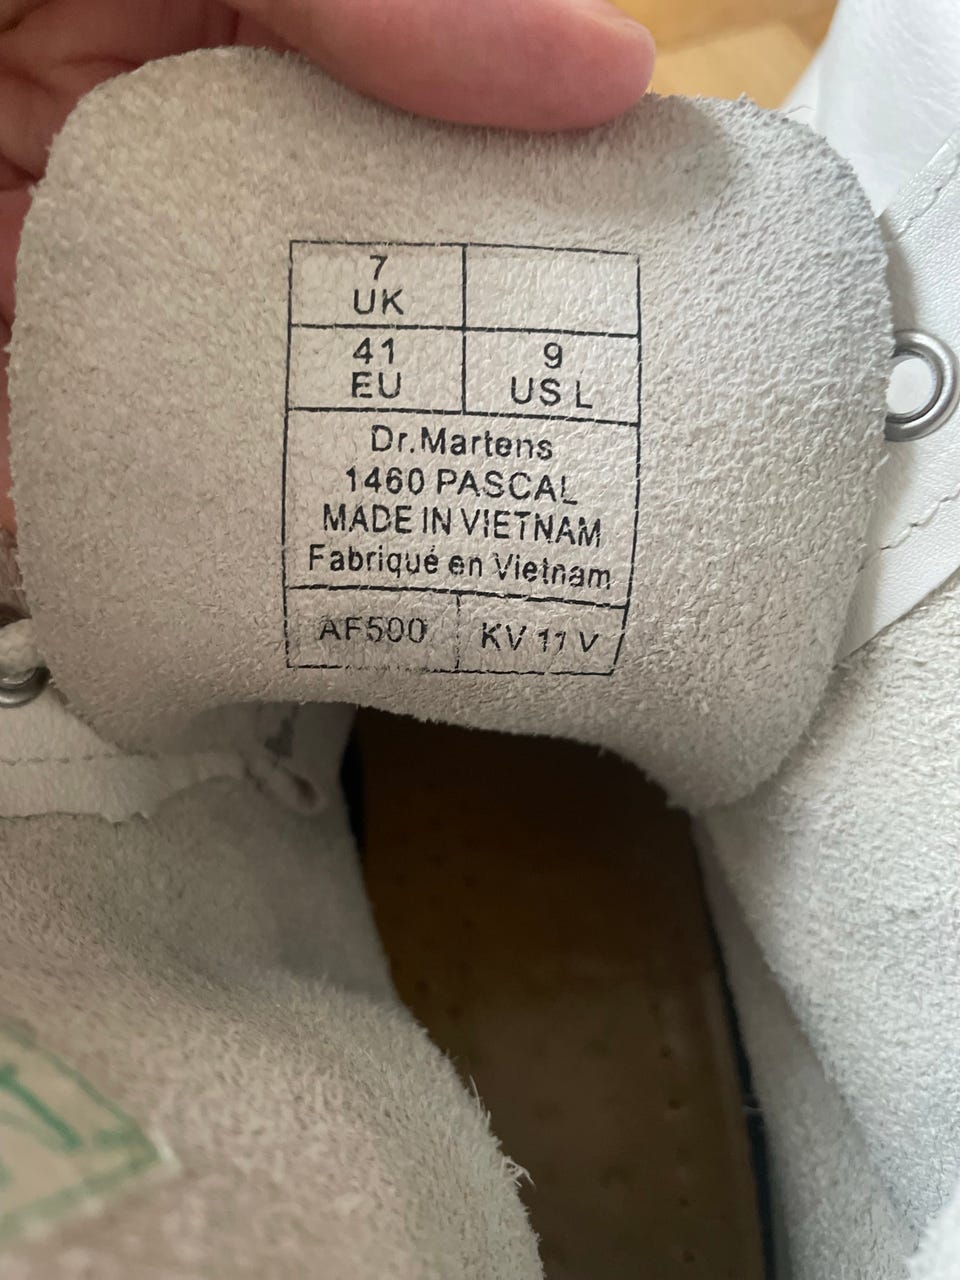 7
UK
41
EU
9
US L
Dr.Martens
1460 PASCAL
MADE IN VIETNAM
Fabriqué en Vietnam
AF500
KV 11 V